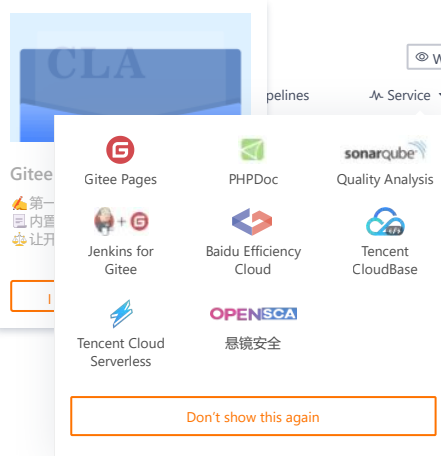 CLA
W
pelines
Service
Gitee
第一
内置
让开
I
Gitee Pages
PHPDoc
sonarqube
Quality Analysis
Jenkins for
Gitee
Baidu Efficiency
Cloud
Tencent
CloudBase
Tencent Cloud
Serverless
OPENSCA
悬镜安全
Don't show this again